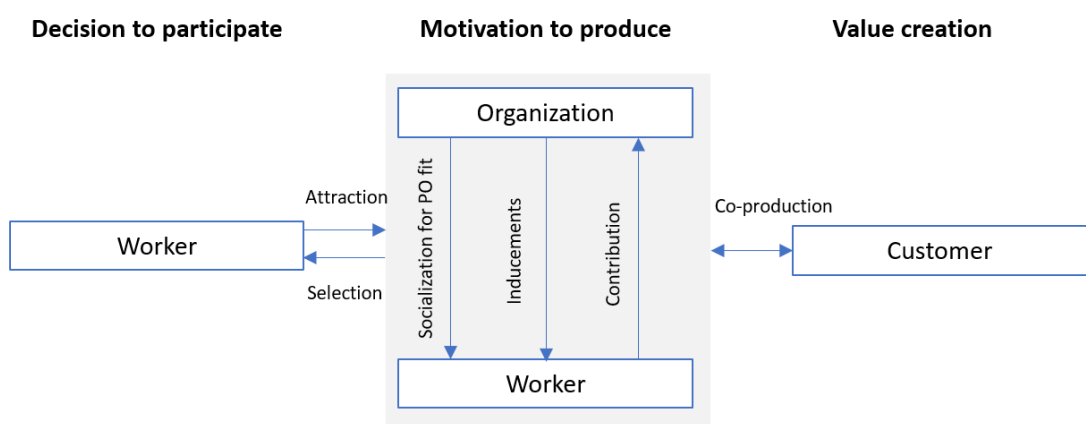 Decision to participate
Motivation to produce
Value creation
Organization
Socialization for PO fit
Inducements
Contribution
Attraction
Worker
Selection
Co-production
Customer
Worker